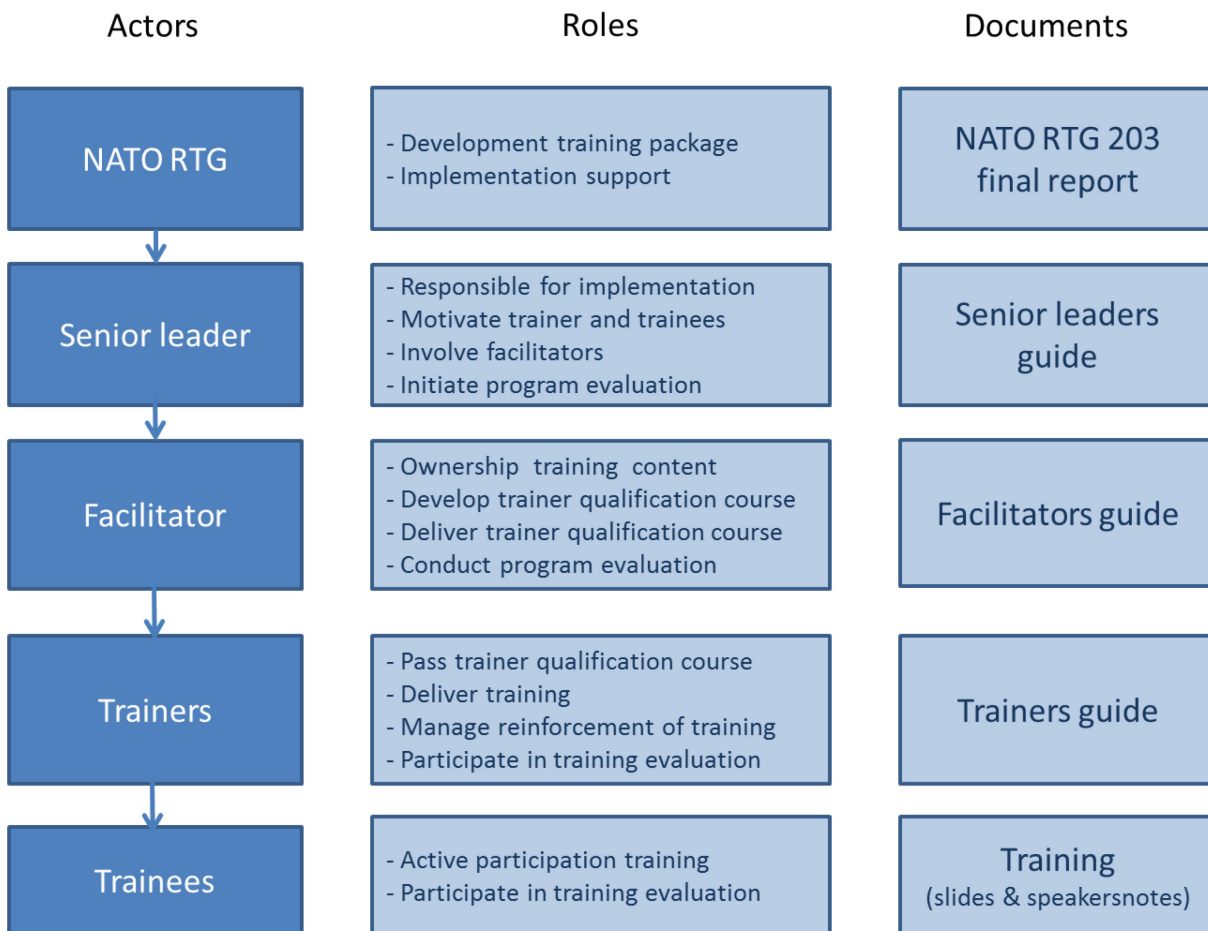 Actors
Roles
Documents
NATO RTG
- Development training package
- Implementation support
NATO RTG 203
final report
Senior leader
- Responsible for implementation
- Motivate trainer and trainees
- Involve facilitators
- Initiate program evaluation
Senior leaders
guide
Facilitator
- Ownership training content
- Develop trainer qualification course
- Deliver trainer qualification course
- Conduct program evaluation
Facilitators guide
Trainers
- Pass trainer qualification course
- Deliver training
- Manage reinforcement of training
- Participate in training evaluation
Trainers guide
Trainees
- Active participation training
- Participate in training evaluation
Training
(slides & speakersnotes)